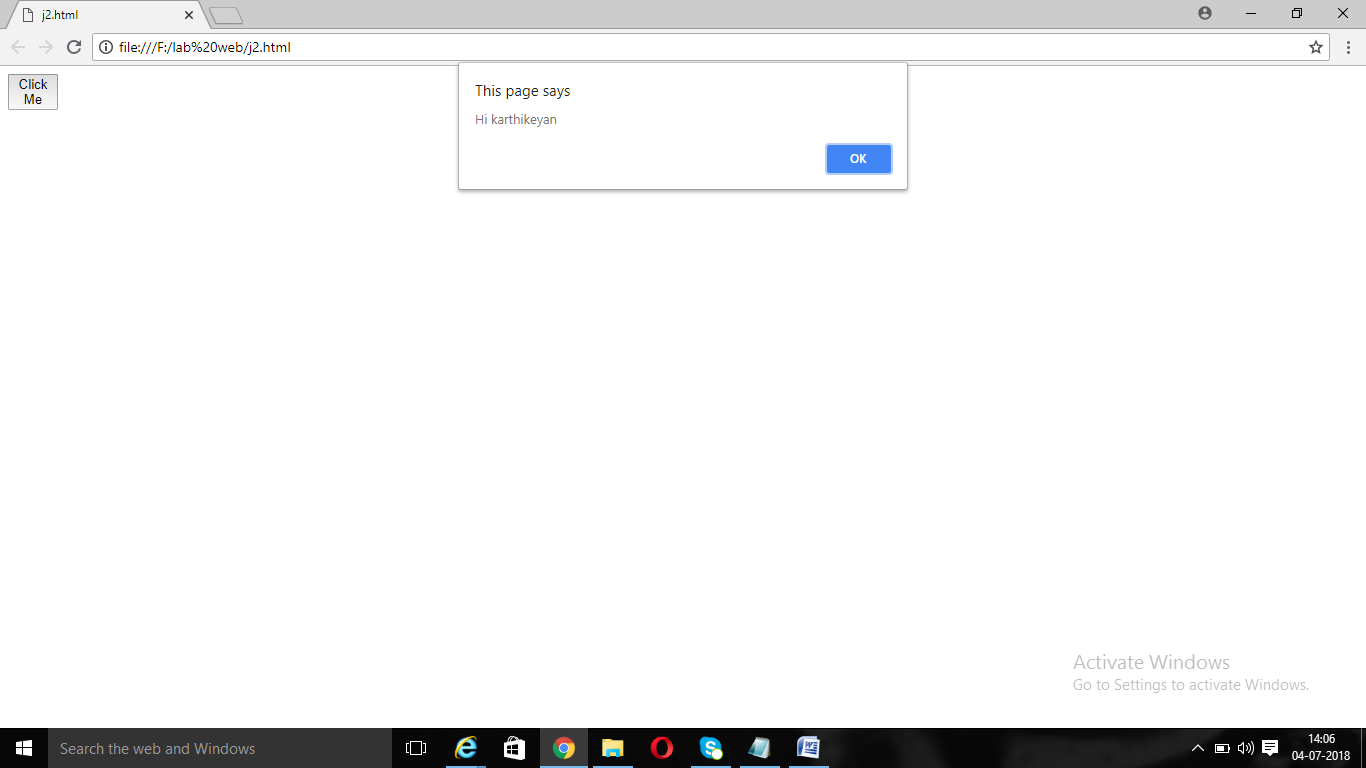 j2.html
file:///F:/lab%20web/j2.html
Click
Me
This page says
Hi karthikeyan
OK
Activate Windows
Go to Settings to activate Windows.
Search the web and Windows
14:06
04-07-2018